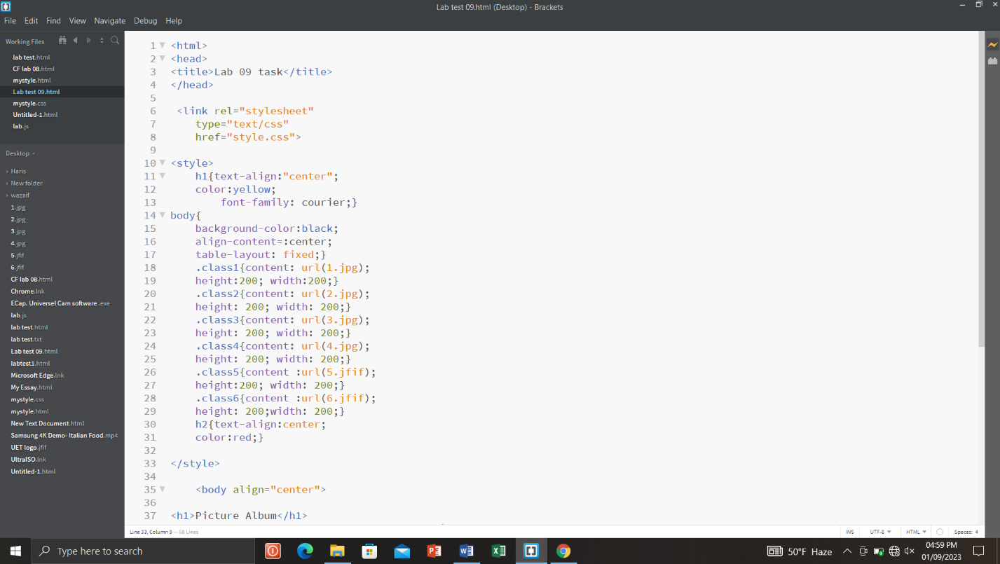 Lab test 09.html (Desktop) - Brackets
File Edit Find View Navigate Debug Help
Working Files
lab test.html
CF lab 08.html
mystyle.html
Lab test 09.html
mystyle.css
Untitled-1.html
lab.js
Desktop
Haris
New folder
wazaif
1.jpg
2.jpg
3.jpg
4.jpg
5.jfif
6.jfif
CF lab 08.html
Chrome.lnk
ECap. Universel Cam software .exe
lab.js
lab test.html
lab test.txt
Lab test 09.html
labtest1.html
Microsoft Edge.lnk
My Essay.html
mystyle.css
mystyle.html
New Text Document.html
Samsung 4K Demo- Italian Food.mp4
UET logo.jfif
UltraISO.lnk
Untitled-1.html
1 <html>
2 <head>
3 <title>Lab 09 task</title>
4 </head>
5
6 <link rel="stylesheet"
7 type="text/css"
8 href="style.css">
9
10 <style>
11 h1{text-align:"center";
12 color:yellow;
13 font-family: courier;}
14 body{
15 background-color:black;
16 align-content=:center;
17 table-layout: fixed;}
18 .class1{content: url(1.jpg);
19 height:200; width:200;}
20 .class2{content: url(2.jpg);
21 height: 200; width: 200;}
22 .class3{content: url(3.jpg);
23 height: 200; width: 200;}
24 .class4{content: url(4.jpg);
25 height: 200; width: 200;}
26 .class5{content :url(5.jfif);
27 height:200; width: 200;}
28 .class6{content :url(6.jfif);
29 height: 200;width: 200;}
30 h2{text-align:center;
31 color:red;}
32
33 </style>
34
35 <body align="center">
36
37 <h1>Picture Album</h1>
Line 33, Column 9 — 58 Lines
INS UTF-8 HTML Spaces: 4
Type here to search
50°F Haze
04:59 PM
01/09/2023